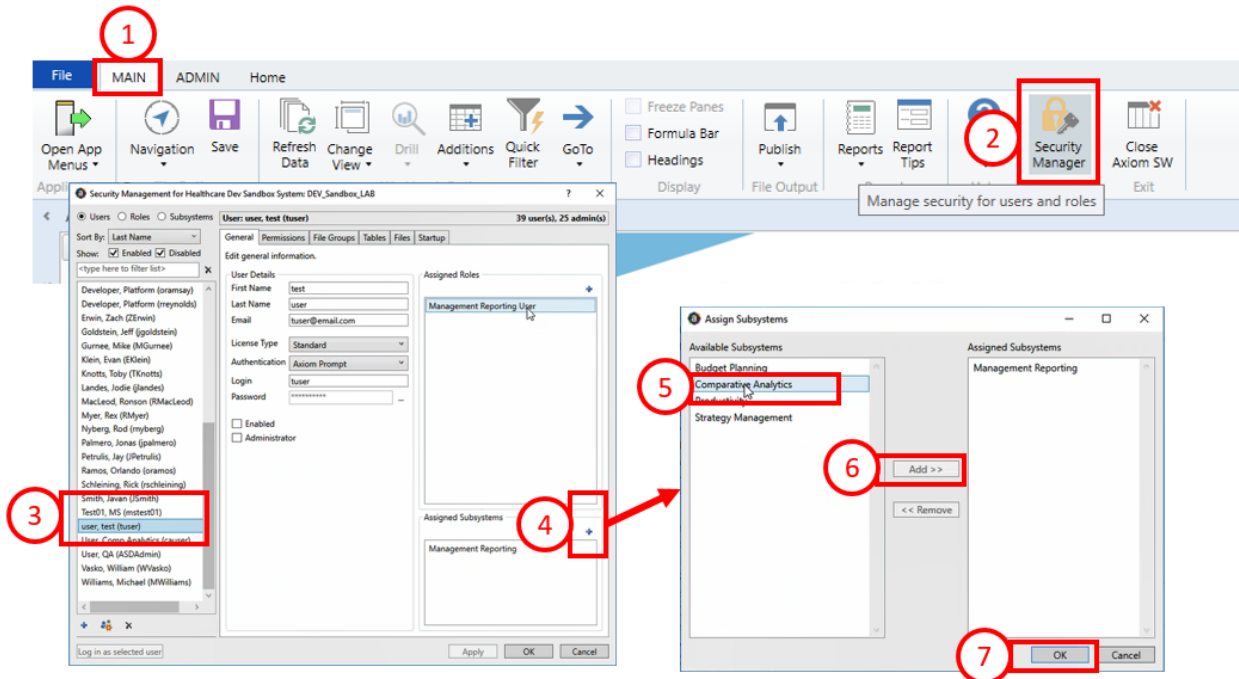 1
File MAIN ADMIN Home
Open App Menus
Navigation
Save
Refresh Data
Change View
Drill
Additions
Quick Filter
GoTo
Freeze Panes
Formula Bar
Headings
Display
Publish
File Output
Reports
Report Tips
2
Security Manager
Close Axiom SW
Exit
Manage security for users and roles
Security Management for Healthcare Dev Sandbox System: DEV_Sandbox_LAB ? ×
Users Roles Subsystems
User: user, test (tuser) 39 user(s), 25 admin(s)
Sort By: Last Name
Show: Enabled Disabled
<type here to filter list>
Developer, Platform (oramsay)
Developer, Platform (rreynolds)
Erwin, Zach (ZErwin)
Goldstein, Jeff (jgoldstein)
Gurnee, Mike (MGurnee)
Klein, Evan (EKlein)
Knotts, Toby (TKnotts)
Landes, Jodie (jlandes)
MacLeod, Ronson (RMacLeod)
Myer, Rex (RMyer)
Nyberg, Rod (rnyberg)
Palmero, Jonas (jpalmero)
Petrulis, Jay (JPetrulis)
Ramos, Orlando (oramos)
Schleining, Rick (rschleining)
Smith, Javan (JSmith)
3
Test01, MS (mstest01)
user, test (tuser)
User, Comp Analytics (causer)
User, QA (ASDAdmin)
Vasko, William (WVasko)
Williams, Michael (MWilliams)
Log in as selected user
General Permissions File Groups Tables Files Startup
Edit general information.
User Details
First Name test
Last Name user
Email tuser@email.com
License Type Standard
Authentication Axiom Prompt
Login tuser
Password **********
Enabled
Administrator
Assigned Roles
Management Reporting User
4
Assigned Subsystems
Management Reporting
Apply OK Cancel
Assign Subsystems
Available Subsystems
Budget Planning
5
Comparative Analytics
Productivity
Strategy Management
6
Add >>
<< Remove
Assigned Subsystems
Management Reporting
7
OK Cancel